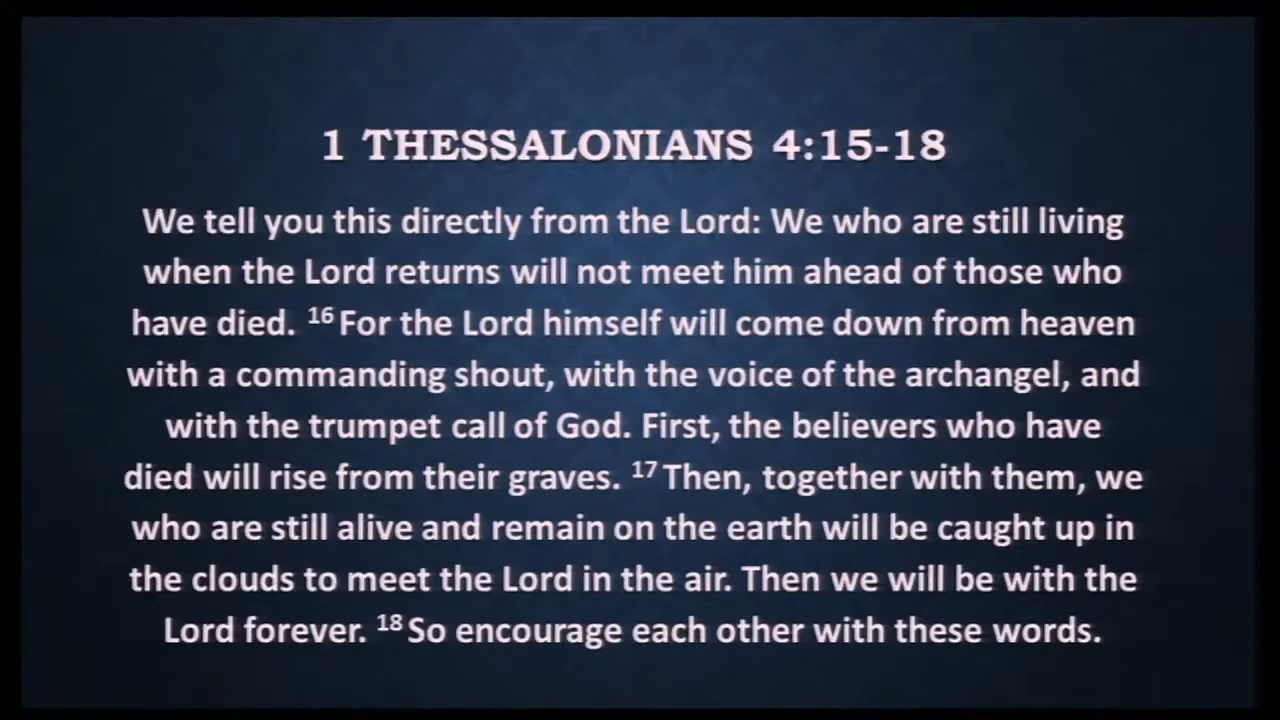 1 THESSALONIANS 4:15-18
We tell you this directly from the Lord: We who are still living
when the Lord returns will not meet him ahead of those who
have died. 16 For the Lord himself will come down from heaven
with a commanding shout, with the voice of the archangel, and
with the trumpet call of God. First, the believers who have
died will rise from their graves. 17 Then, together with them, we
who are still alive and remain on the earth will be caught up in
the clouds to meet the Lord in the air. Then we will be with the
Lord forever. 18 So encourage each other with these words.